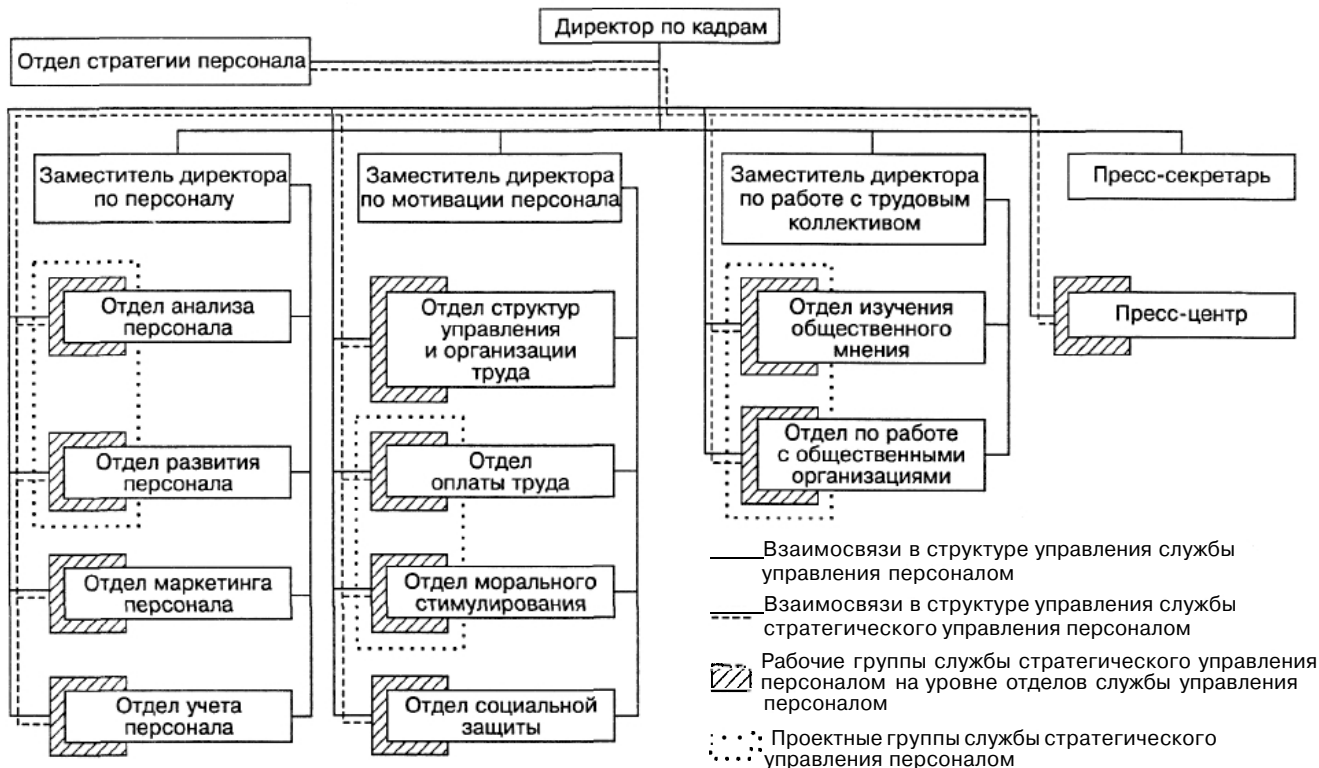 Директор по кадрам
Отдел стратегии персонала
Заместитель директора
по персоналу
Заместитель директора
по мотивации персонала
Заместитель директора
по работе с трудовым
коллективом
Пресс-секретарь
Отдел анализа
персонала
Отдел структур
управления
и организации
труда
Отдел изучения
общественного
мнения
Пресс-центр
Отдел развития
персонала
Отдел
оплаты труда
Отдел по работе
с общественными
организациями
Отдел маркетинга
персонала
Отдел морального
стимулирования
Отдел учета
персонала
Отдел социальной
защиты
Взаимосвязи в структуре управления службы
управления персоналом
Взаимосвязи в структуре управления службы
стратегического управления персоналом
Рабочие группы службы стратегического управления
персоналом на уровне отделов службы управления
персоналом
Проектные группы службы стратегического
управления персоналом